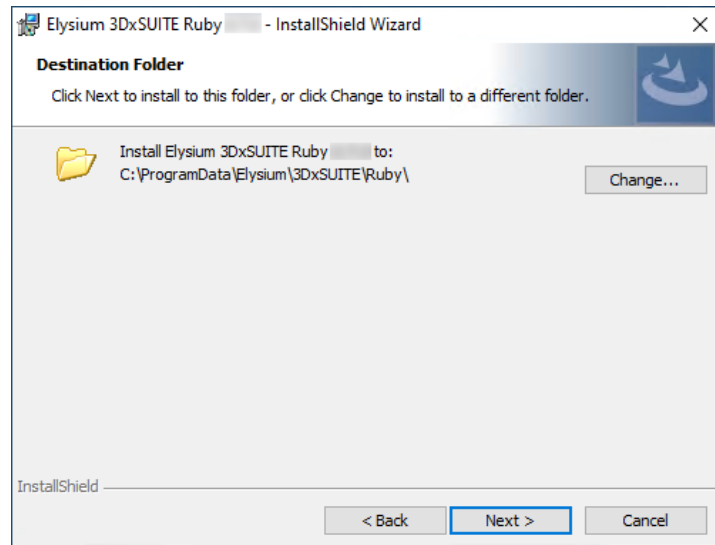 Elysium 3DxSUITE Ruby - InstallShield Wizard
Destination Folder
Click Next to install to this folder, or click Change to install to a different folder.
Install Elysium 3DxSUITE Ruby to:
C:\ProgramData\Elysium\3DxSUITE\Ruby\
Change...
InstallShield
< Back
Next >
Cancel